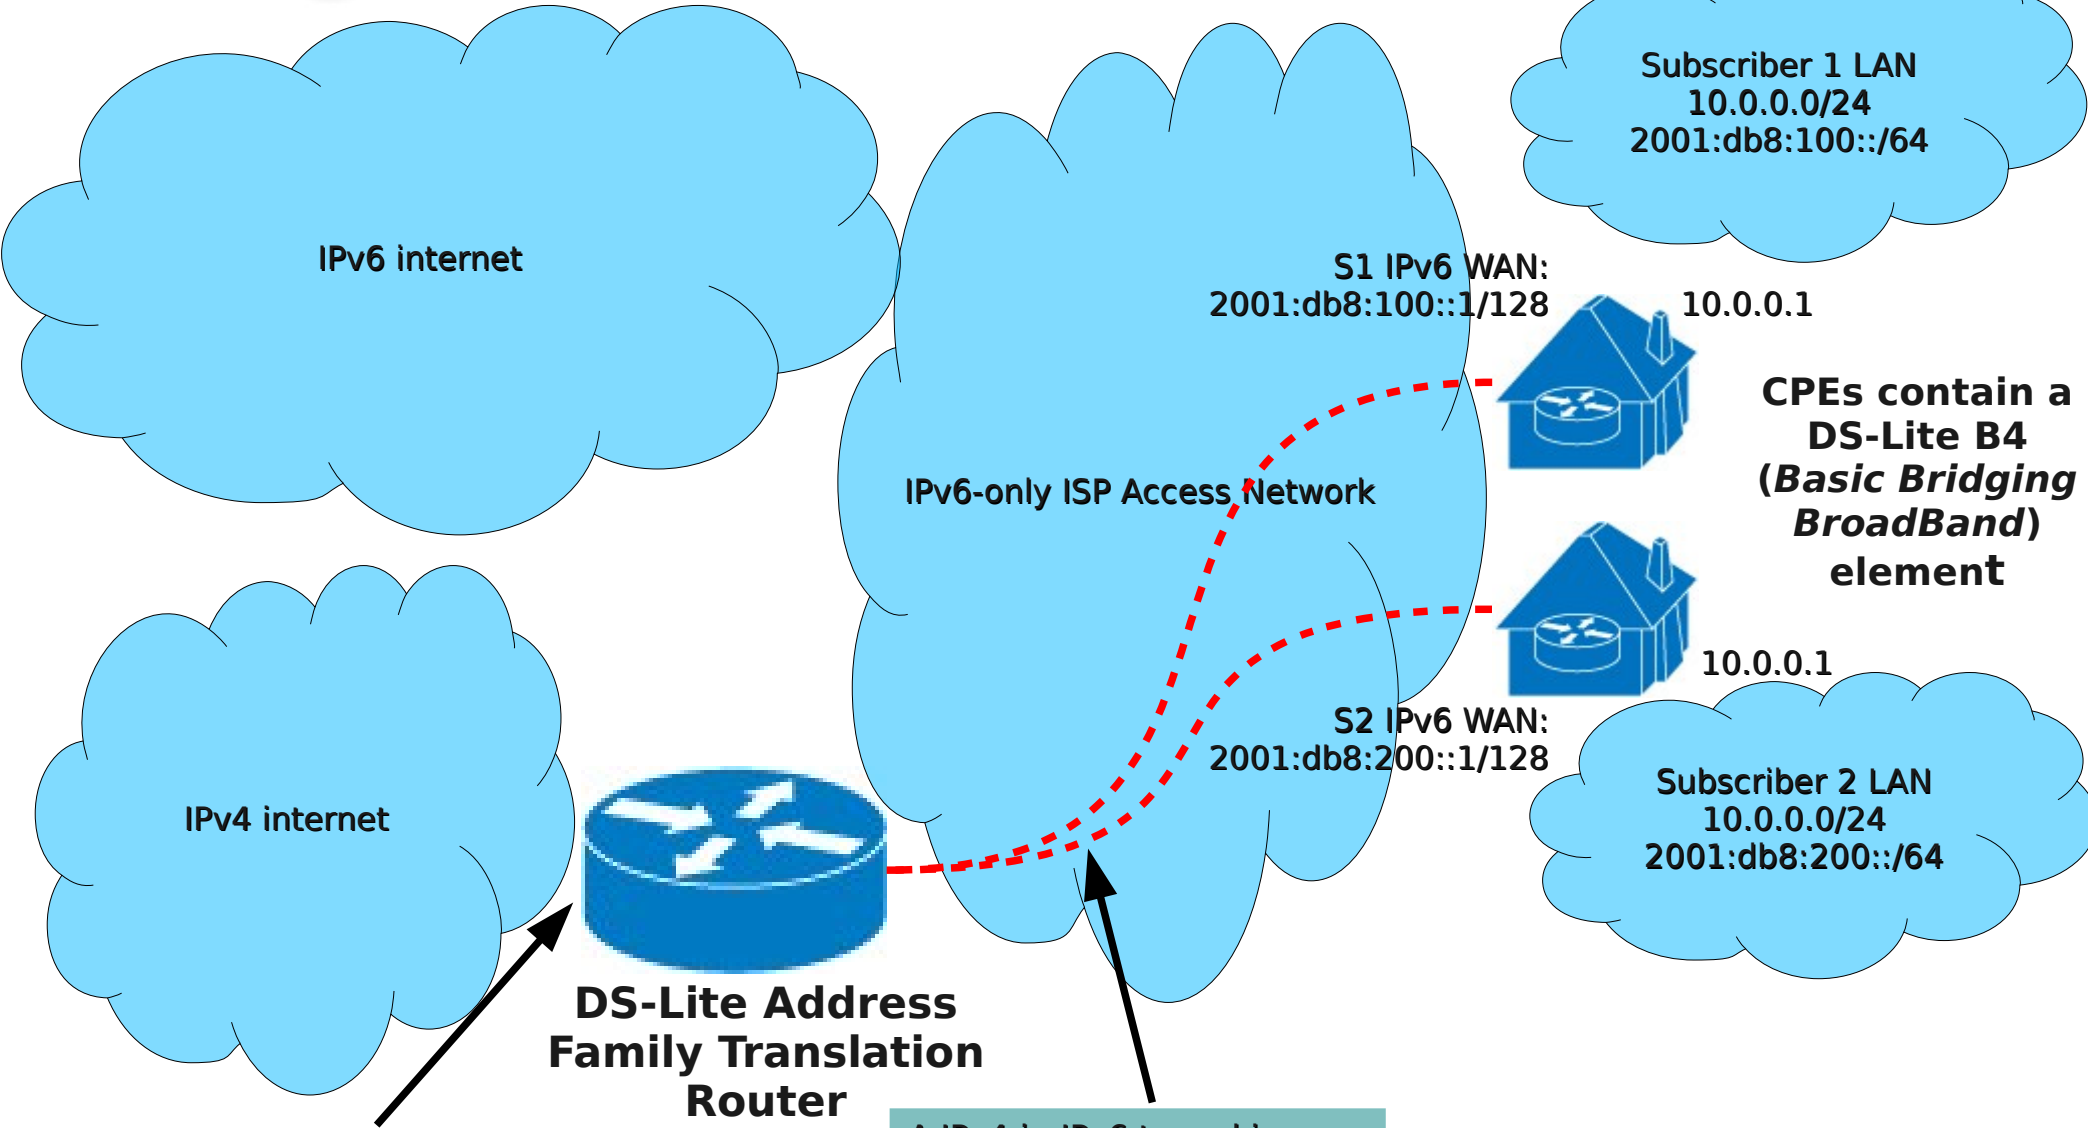 Subscriber 1 LAN
10.0.0.0/24
2001:db8:100::/64
IPv6 internet
S1 IPv6 WAN:
2001:db8:100::1/128
10.0.0.1
CPEs contain a
DS-Lite B4
(Basic Bridging
BroadBand)
element
IPv6-only ISP Access Network
10.0.0.1
S2 IPv6 WAN:
2001:db8:200::1/128
Subscriber 2 LAN
10.0.0.0/24
2001:db8:200::/64
IPv4 internet
DS-Lite Address
Family Translation
Router